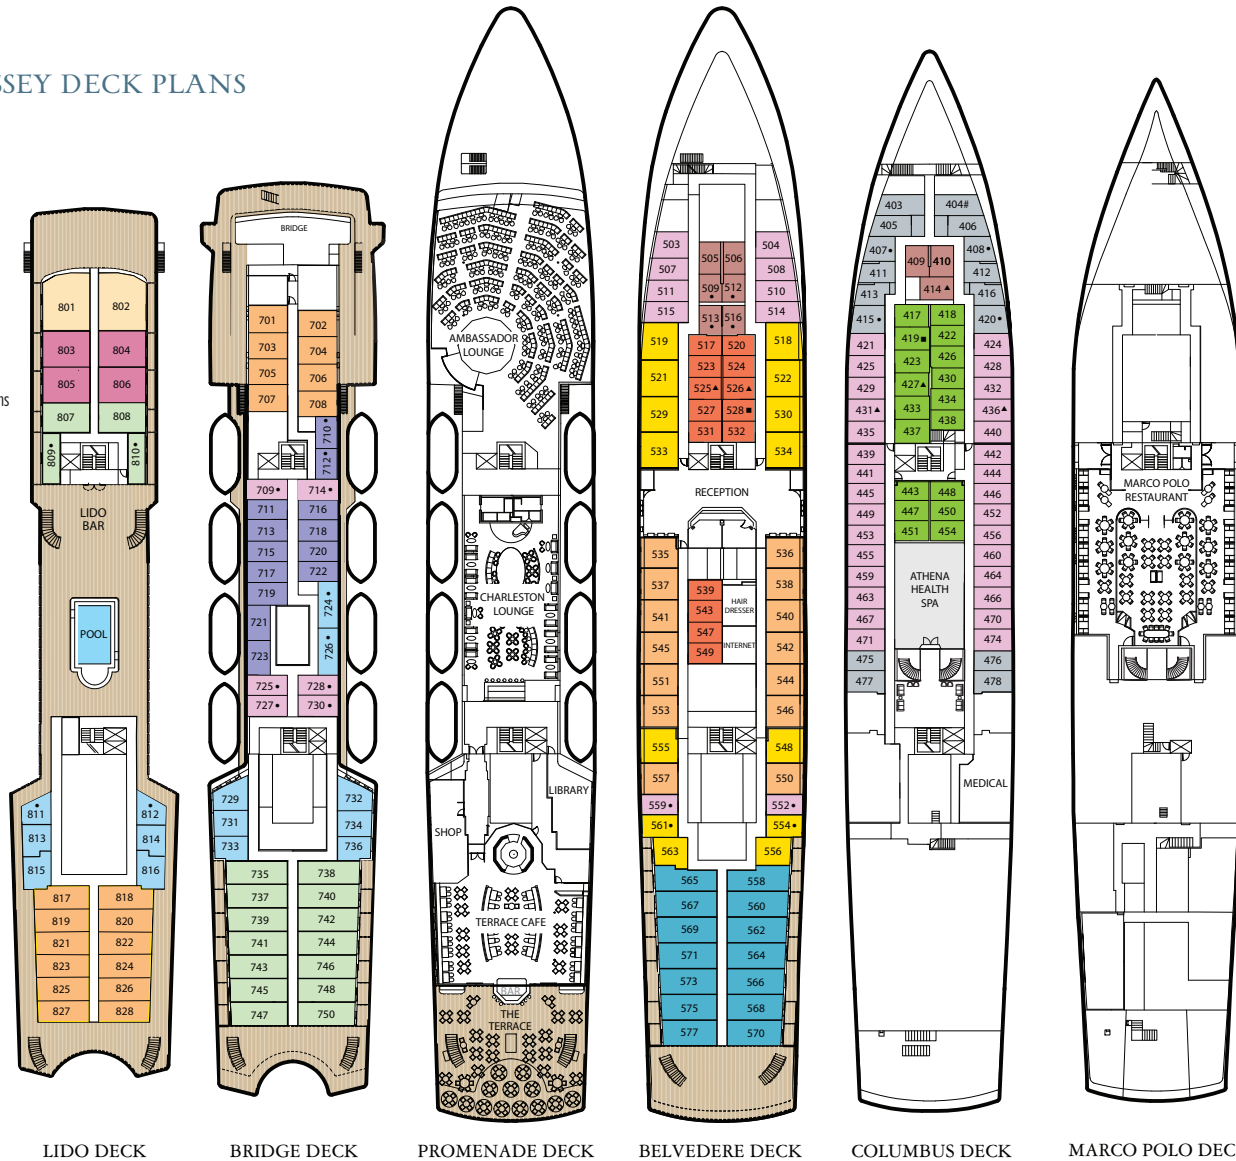 SSEY DECK PLANS
ns
801 802
803 804
805 806
807 808
809• 810•
LIDO
BAR
POOL
811 812
813 814
815 816
817 818
819 820
821 822
823 824
825 826
827 828
LIDO DECK
BRIDGE
701 702
703 704
705 706
707 708
710•
712•
709• 714•
711 716
713 718
715 720
717 722
719 724•
721
723 726•
725• 728•
727• 730•
729 732
731 734
733 736
735 738
737 740
739 742
741 744
743 746
745 748
747 750
BRIDGE DECK
AMBASSADOR
LOUNGE
CHARLESTON
LOUNGE
LIBRARY
SHOP
TERRACE CAFE
BAR
THE
TERRACE
PROMENADE DECK
503 505 506 504
507 508
511 509 512 510
515 513 516 514
519 517 520 518
523 524
521 525▲ 526▲ 522
529 527 528■ 530
531 532
533 534
RECEPTION
535 536
537 539 538
HAIR
DRESSER
541 543 540
545 547 INTERNET 542
549
551 544
553 546
555 548
557 550
559• 552•
561• 554•
563 556
565 558
567 560
569 562
571 564
573 566
575 568
577 570
BELVEDERE DECK
403 404#
405 406
407• 409 410 408•
411 412
413 414▲ 416
415• 417 418 420•
421 419■ 422 424
425 423 426 428
429 427▲ 430 432
431▲ 433 434 436▲
435 437 438 440
439 442
441 444
445 443 448 446
449 447 450 452
453 451 454 456
455 460
459 464
463 466
467 470
471 474
475 476
477 478
ATHENA
HEALTH
SPA
MEDICAL
COLUMBUS DECK
MARCO POLO
RESTAURANT
MARCO POLO DEC